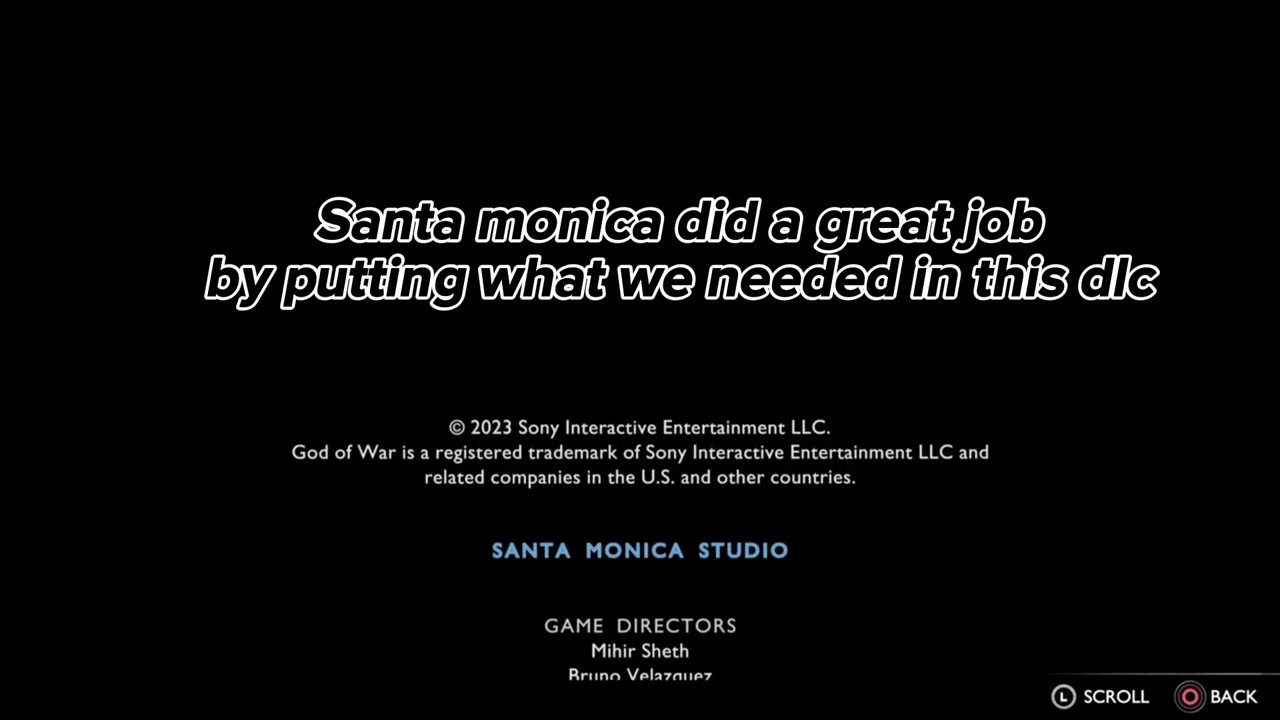 Santa monica did a great job
by putting what we needed in this dlc
© 2023 Sony Interactive Entertainment LLC.
God of War is a registered trademark of Sony Interactive Entertainment LLC and
related companies in the U.S. and other countries.
SANTA MONICA STUDIO
GAME DIRECTORS
Mihir Sheth
Bruno Velazquez
L SCROLL BACK